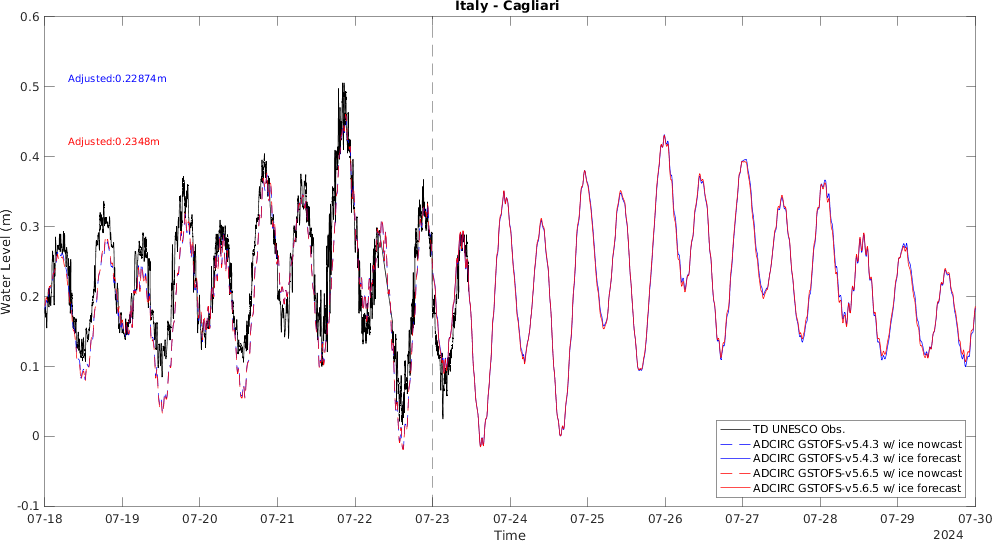 Italy - Cagliari
0.6
0.5
0.4
0.3
0.2
0.1
0
-0.1
Water Level (m)
Adjusted:0.22874m
Adjusted:0.2348m
TD UNESCO Obs.
ADCIRC GSTOFS-v5.4.3 w/ ice nowcast
ADCIRC GSTOFS-v5.4.3 w/ ice forecast
ADCIRC GSTOFS-v5.6.5 w/ ice nowcast
ADCIRC GSTOFS-v5.6.5 w/ ice forecast
07-18 07-19 07-20 07-21 07-22 07-23 07-24 07-25 07-26 07-27 07-28 07-29 07-30
Time
2024